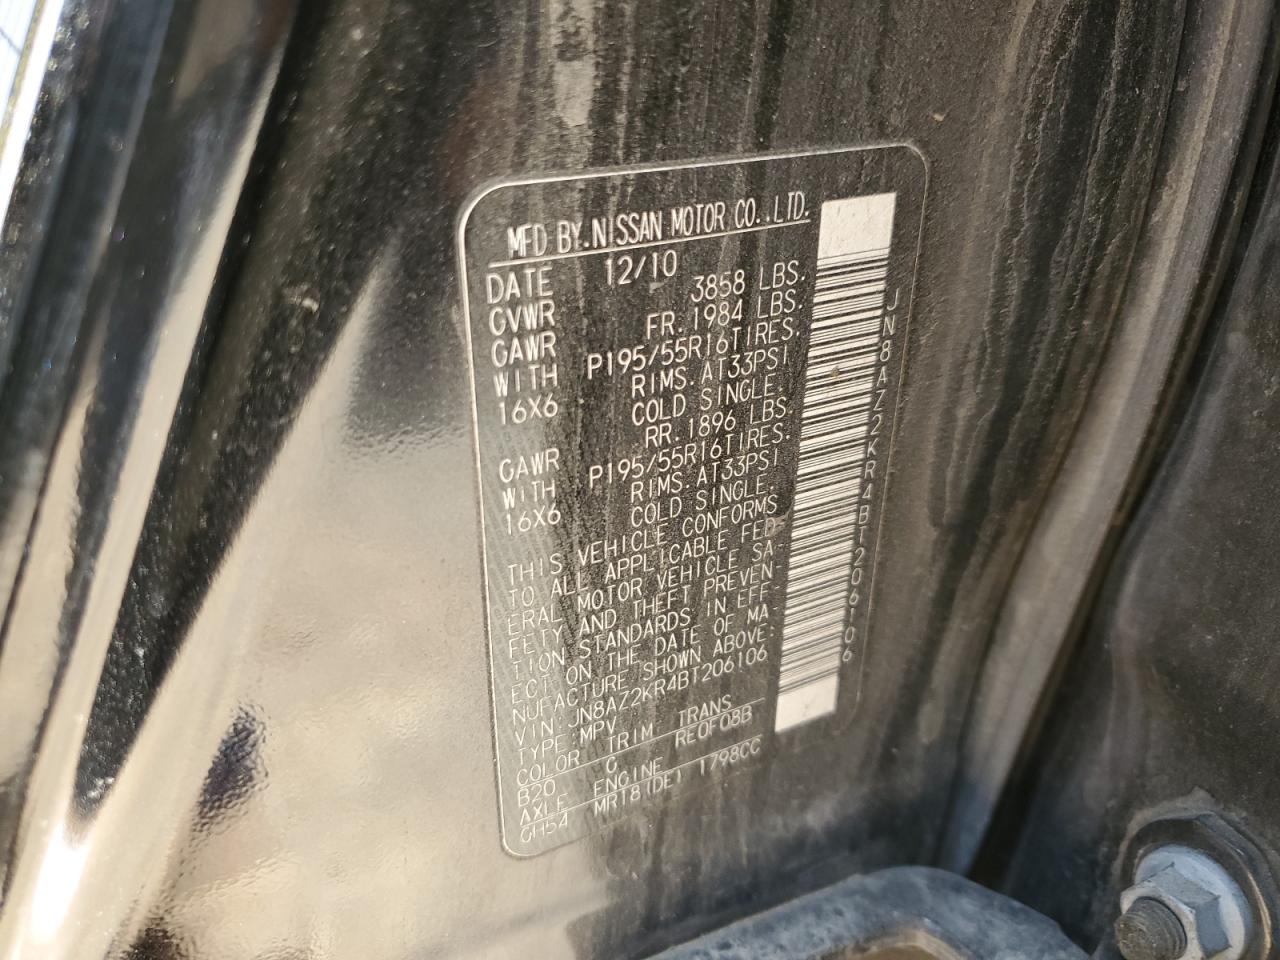 MFD BY.NISSAN MOTOR CO.,LTD.
DATE 12/10
GVWR 3858 LBS.
GAWR FR.1984 LBS.
WITH P195/55R16TIRES.
16X6 RIMS.AT33PSI
COLD SINGLE.
GAWR RR.1896 LBS.
WITH P195/55R16TIRES.
16X6 RIMS.AT33PSI
COLD SINGLE.
THIS VEHICLE CONFORMS
TO ALL APPLICABLE FED-
ERAL MOTOR VEHICLE SA-
FETY AND THEFT PREVEN-
TION STANDARDS IN EFF-
ECT ON THE DATE OF MA-
NUFACTURE SHOWN ABOVE.
VIN: JN8AZ2KR4BT206106
TYPE:MPV
COLOR TRIM TRANS
B20 G RE0F08B
AXLE ENGINE
GH54 MR18(DE) 1798CC
JN8AZ2KR4BT206106